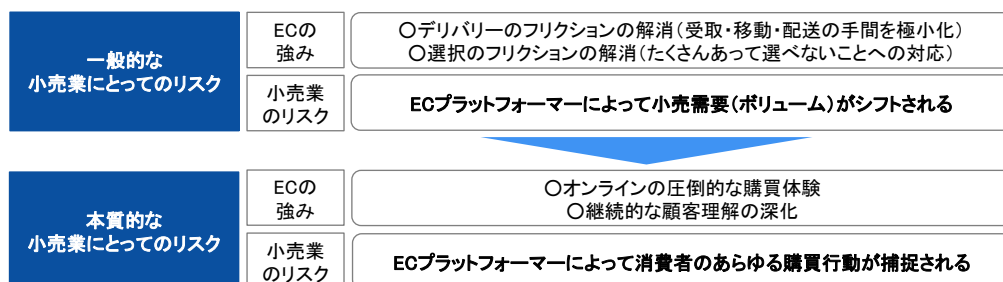 一般的な
小売業にとってのリスク
ECの
強み
○デリバリーのフリクションの解消(受取・移動・配送の手間を極小化)
○選択のフリクションの解消(たくさんあって選べないことへの対応)
小売業
のリスク
ECプラットフォーマーによって小売需要(ボリューム)がシフトされる
本質的な
小売業にとってのリスク
ECの
強み
○オンラインの圧倒的な購買体験
○継続的な顧客理解の深化
小売業
のリスク
ECプラットフォーマーによって消費者のあらゆる購買行動が捕捉される